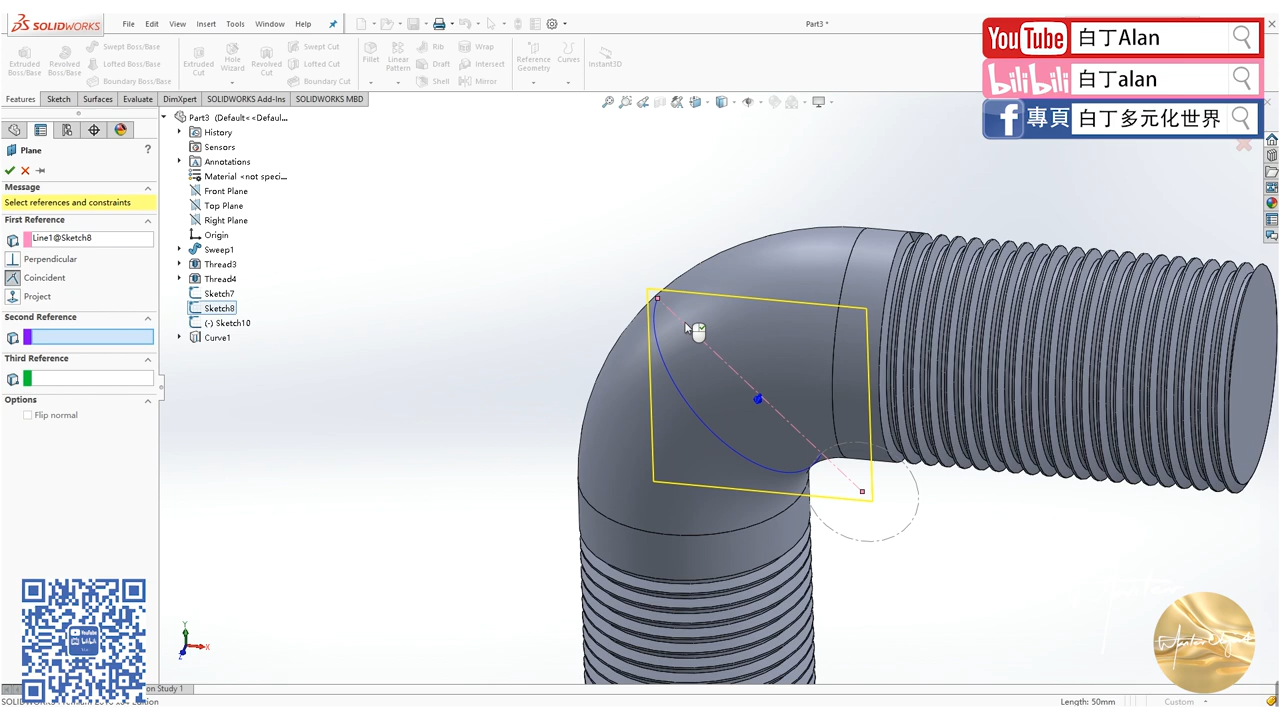 SOLIDWORKS
File Edit View Insert Tools Window Help
Part3 *
Extruded Boss/Base
Revolved Boss/Base
Swept Boss/Base
Lofted Boss/Base
Boundary Boss/Base
Extruded Cut
Hole Wizard
Revolved Cut
Swept Cut
Lofted Cut
Boundary Cut
Fillet
Linear Pattern
Rib
Draft
Shell
Wrap
Intersect
Mirror
Reference Geometry
Curves
Instant3D
Features Sketch Surfaces Evaluate DimXpert SOLIDWORKS Add-Ins SOLIDWORKS MBD
YouTube 白丁Alan
bilibili 白丁alan
f 專頁 白丁多元化世界
Plane ?
Message
Select references and constraints
First Reference
Line1@Sketch8
Perpendicular
Coincident
Project
Second Reference
Third Reference
Options
Flip normal
Part3 (Default<<Defaul...
History
Sensors
Annotations
Material <not speci...
Front Plane
Top Plane
Right Plane
Origin
Sweep1
Thread3
Thread4
Sketch7
Sketch8
(-) Sketch10
Curve1
Y
X
Z
on Study 1
Edition
Length: 50mm
Custom